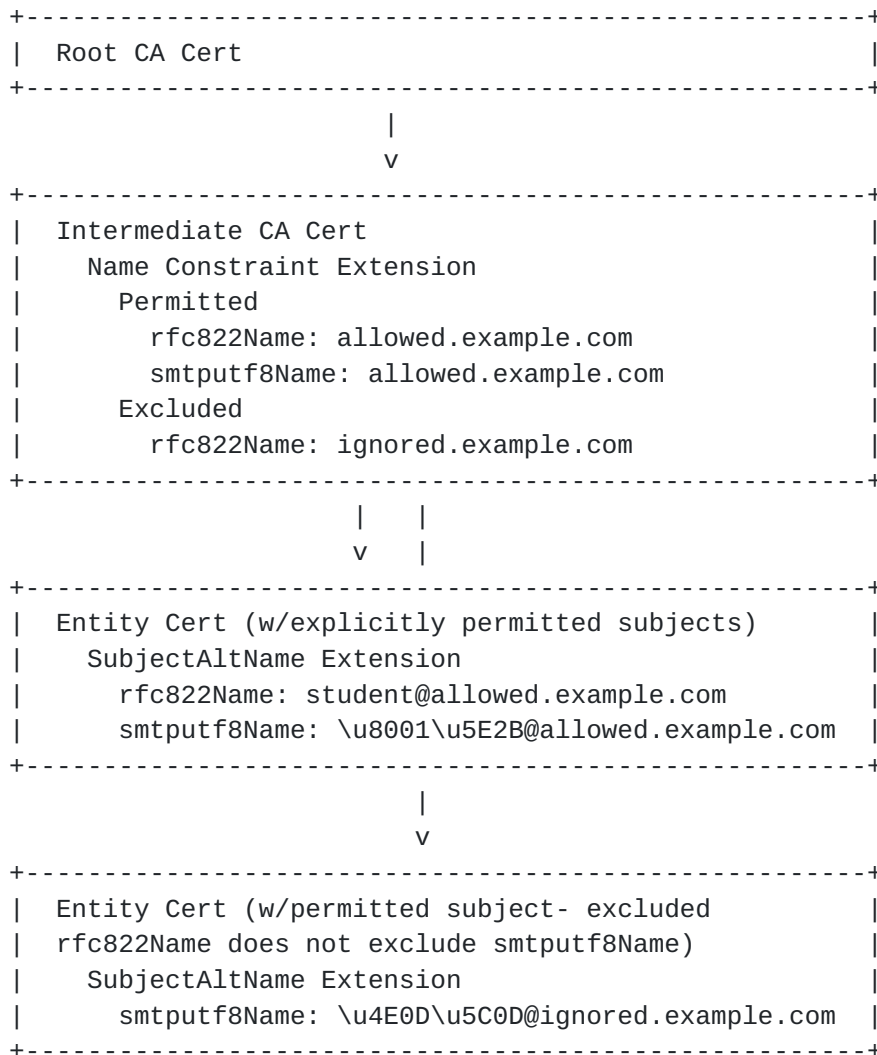 +-------------------------------------------------------+
|  Root CA Cert                                         |
+-------------------------------------------------------+
                        |
                        v
+-------------------------------------------------------+
|  Intermediate CA Cert                                 |
|    Name Constraint Extension                          |
|      Permitted                                        |
|        rfc822Name: allowed.example.com                |
|        smtputf8Name: allowed.example.com              |
|      Excluded                                         |
|        rfc822Name: ignored.example.com                |
+-------------------------------------------------------+
                      |   |
                      v   |
+-------------------------------------------------------+
|  Entity Cert (w/explicitly permitted subjects)        |
|    SubjectAltName Extension                           |
|      rfc822Name: student@allowed.example.com          |
|      smtputf8Name: \u8001\u5E2B@allowed.example.com   |
+-------------------------------------------------------+
                          |
                          v
+-------------------------------------------------------+
|  Entity Cert (w/permitted subject- excluded           |
|  rfc822Name does not exclude smtputf8Name)            |
|    SubjectAltName Extension                           |
|      smtputf8Name: \u4E0D\u5C0D@ignored.example.com   |
+-------------------------------------------------------+